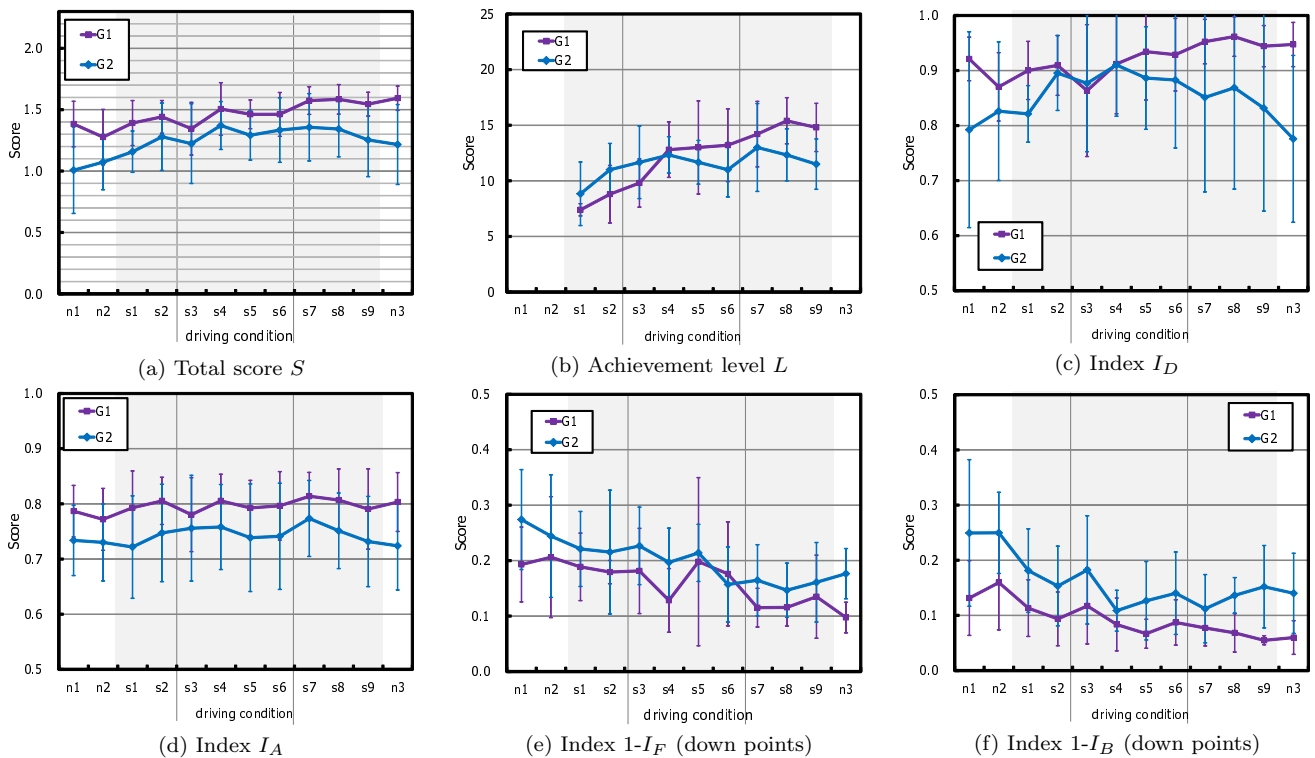 2.0
1.5
1.0
0.5
0.0
Score
G1
G2
n1 n2 s1 s2 s3 s4 s5 s6 s7 s8 s9 n3
driving condition
(a) Total score S
25
20
15
10
5
0
Score
G1
G2
n1 n2 s1 s2 s3 s4 s5 s6 s7 s8 s9 n3
driving condition
(b) Achievement level L
1.0
0.9
0.8
0.7
0.6
0.5
Score
G1
G2
n1 n2 s1 s2 s3 s4 s5 s6 s7 s8 s9 n3
driving condition
(c) Index I_D
1.0
0.9
0.8
0.7
0.6
0.5
Score
G1
G2
n1 n2 s1 s2 s3 s4 s5 s6 s7 s8 s9 n3
driving condition
(d) Index I_A
0.5
0.4
0.3
0.2
0.1
0.0
Score
G1
G2
n1 n2 s1 s2 s3 s4 s5 s6 s7 s8 s9 n3
driving condition
(e) Index 1-I_F (down points)
0.5
0.4
0.3
0.2
0.1
0.0
Score
G1
G2
n1 n2 s1 s2 s3 s4 s5 s6 s7 s8 s9 n3
driving condition
(f) Index 1-I_B (down points)